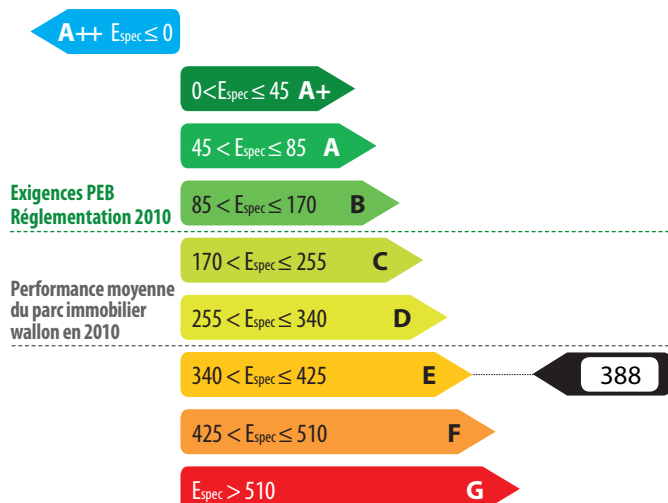 A++ Espec ≤ 0
0<Espec ≤ 45 A+
45 < Espec ≤ 85 A
Exigences PEB
Réglementation 2010
85 < Espec ≤ 170 B
170 < Espec ≤ 255 C
Performance moyenne
du parc immobilier
wallon en 2010
255 < Espec ≤ 340 D
340 < Espec ≤ 425 E
388
425 < Espec ≤ 510 F
Espec > 510 G